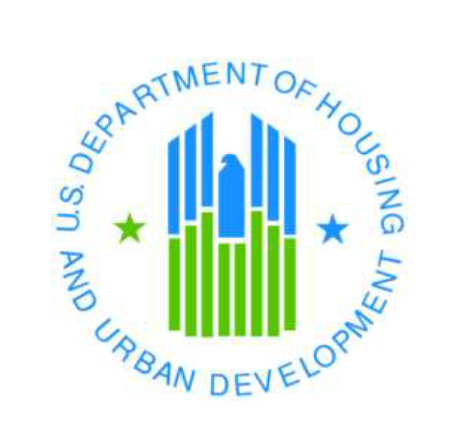 U.S. DEPARTMENT OF HOUSING
AND URBAN DEVELOPMENT